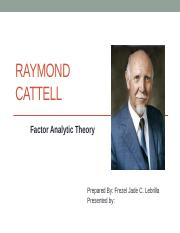 RAYMOND
CATTELL
Factor Analytic Theory
Prepared By: Frezel Jade C. Lebrilla
Presented by: